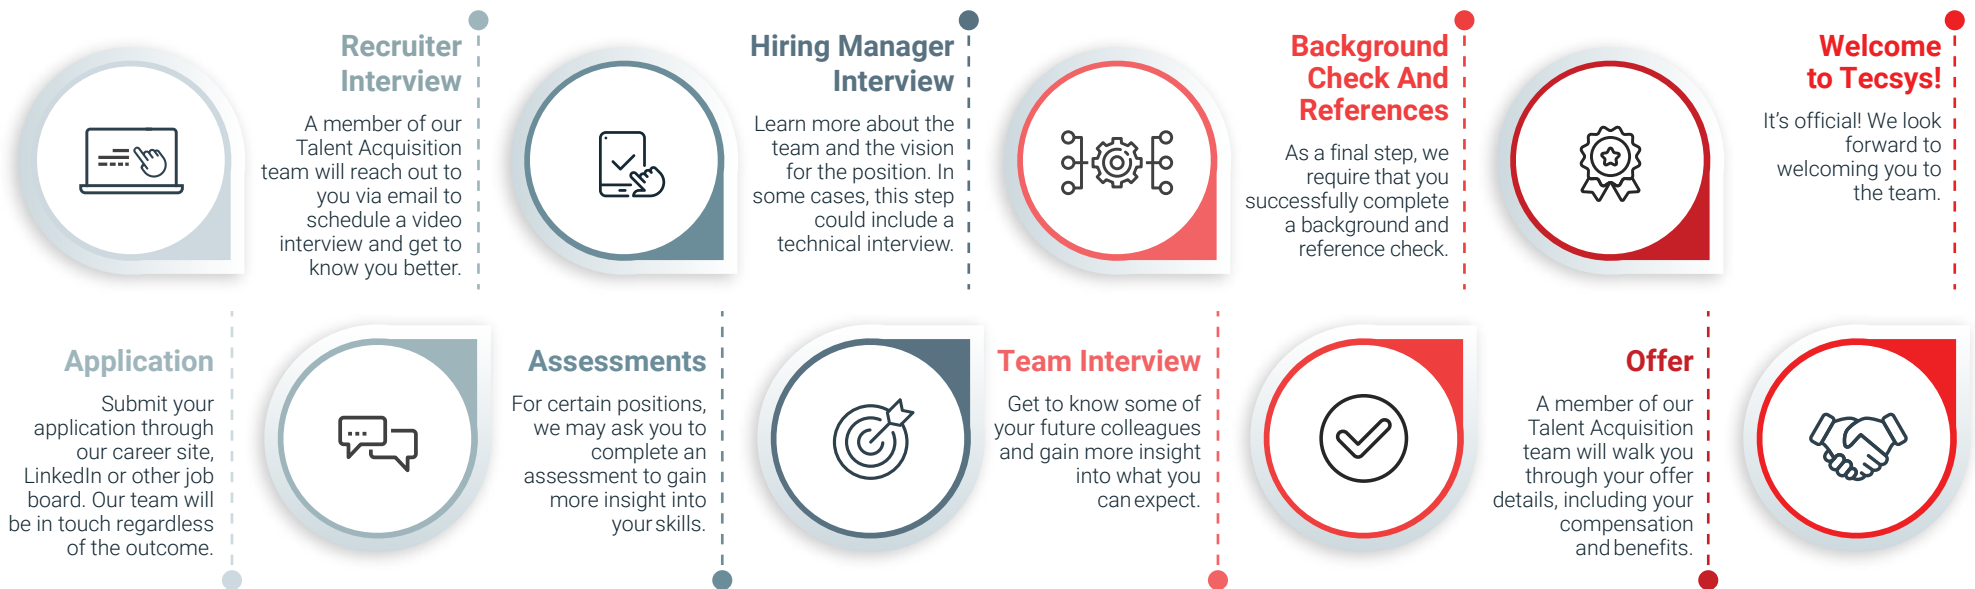 Application
Submit your
application through
our career site,
LinkedIn or other job
board. Our team will
be in touch regardless
of the outcome.
Recruiter
Interview
A member of our
Talent Acquisition
team will reach out to
you via email to
schedule a video
interview and get to
know you better.
Assessments
For certain positions,
we may ask you to
complete an
assessment to gain
more insight into
your skills.
Hiring Manager
Interview
Learn more about the
team and the vision
for the position. In
some cases, this step
could include a
technical interview.
Team Interview
Get to know some of
your future colleagues
and gain more insight
into what you
can expect.
Background
Check And
References
As a final step, we
require that you
successfully complete
a background and
reference check.
Offer
A member of our
Talent Acquisition
team will walk you
through your offer
details, including your
compensation
and benefits.
Welcome
to Tecsys!
It's official! We look
forward to
welcoming you to
the team.